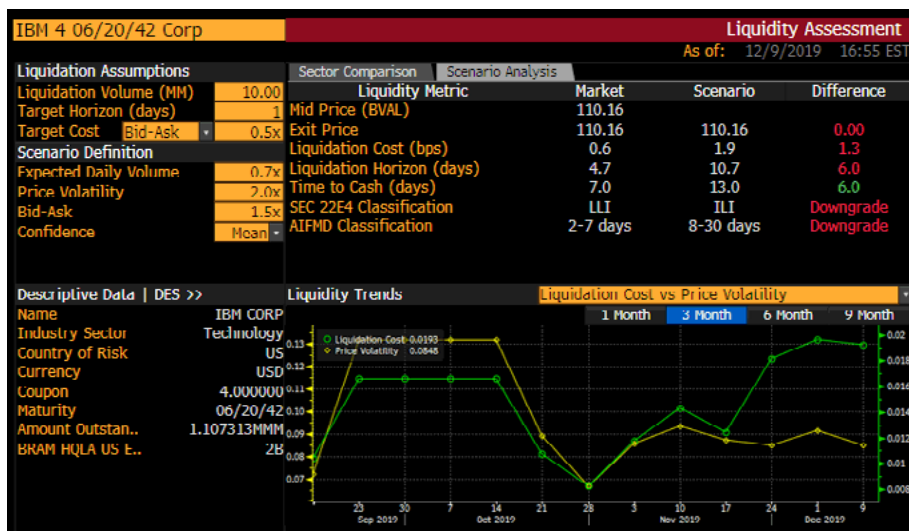 IBM 4 06/20/42 Corp
Liquidity Assessment
As of: 12/9/2019 16:55 EST
Liquidation Assumptions
Liquidation Volume (MM) 10.00
Target Horizon (days) 1
Target Cost Bid-Ask 0.5x
Scenario Definition
Expected Daily Volume 0.7x
Price Volatility 2.0x
Bid-Ask 1.5x
Confidence Mean
Sector Comparison Scenario Analysis
Liquidity Metric Market Scenario Difference
Mid Price (BVAL) 110.16
Exit Price 110.16 110.16 0.00
Liquidation Cost (bps) 0.6 1.9 1.3
Liquidation Horizon (days) 4.7 10.7 6.0
Time to Cash (days) 7.0 13.0 6.0
SEC 22E4 Classification LLI ILI Downgrade
AIFMD Classification 2-7 days 8-30 days Downgrade
Descriptive Data | DES >>
Name IBM CORP
Industry Sector Technology
Country of Risk US
Currency USD
Coupon 4.000000
Maturity 06/20/42
Amount Outstan.. 1.107313MMM
BRAM HQLA US E.. 2B
Liquidity Trends Liquidation Cost vs Price Volatility
1 Month 3 Month 6 Month 9 Month
Liquidation Cost 0.0193
Price Volatility 0.0848
0.13
0.12
0.11
0.10
0.09
0.08
0.07
0.02
0.018
0.016
0.014
0.012
0.01
0.008
23 30 7 14 21 28 3 10 17 24 1 9
Sep 2019 Oct 2019 Nov 2019 Dec 2019